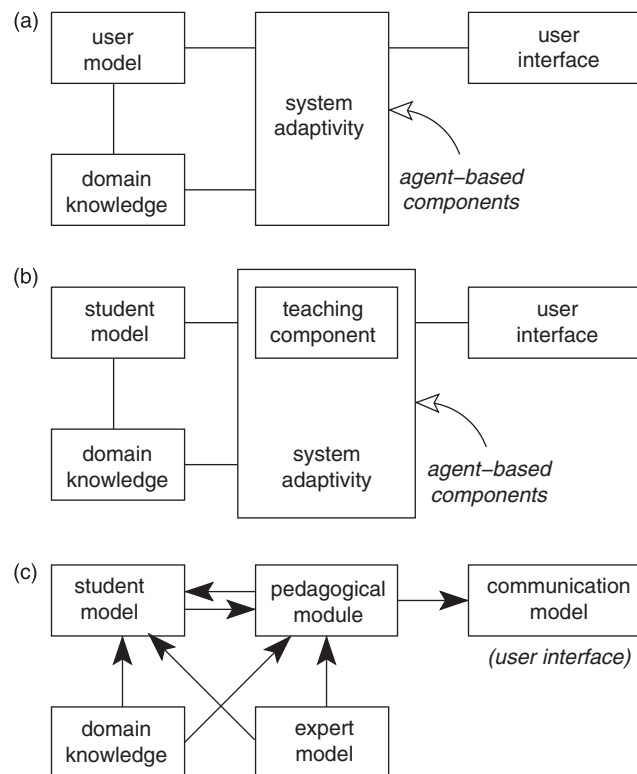 (a)
user
model
system
adaptivity
user
interface
domain
knowledge
agent–based
components
(b)
student
model
teaching
component
user
interface
domain
knowledge
system
adaptivity
agent–based
components
(c)
student
model
pedagogical
module
communication
model
(user interface)
domain
knowledge
expert
model